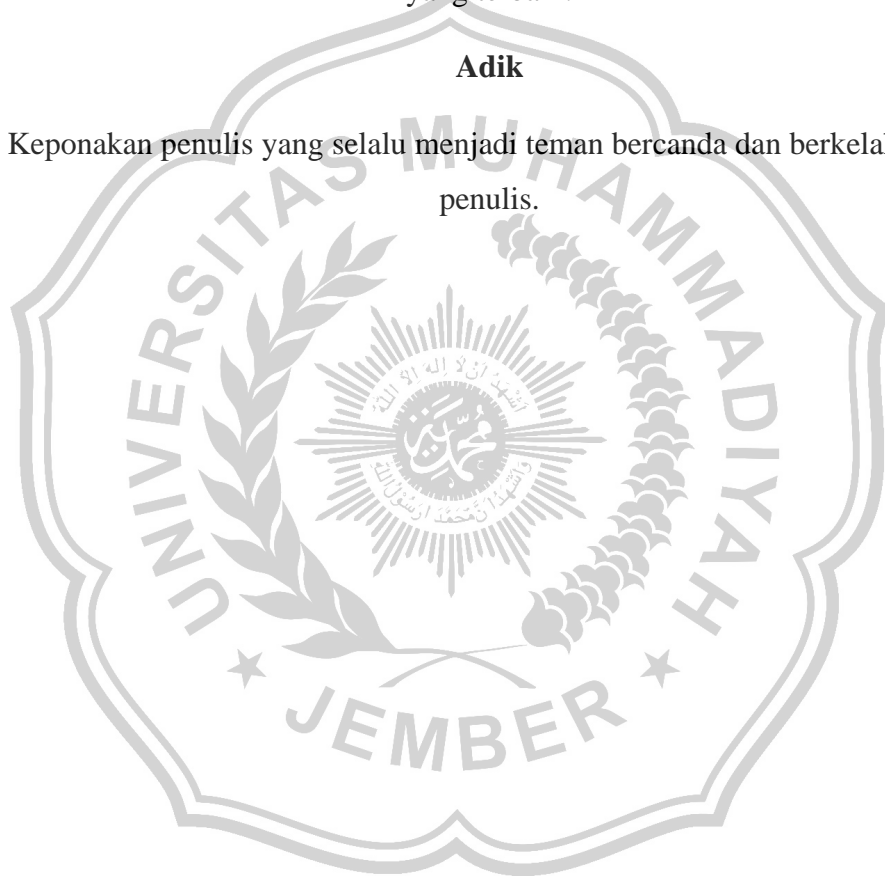 Adik
Keponakan penulis yang selalu menjadi teman bercanda dan
penulis.
UNIVERSITAS MUHAMMADIYAH
JEMBER